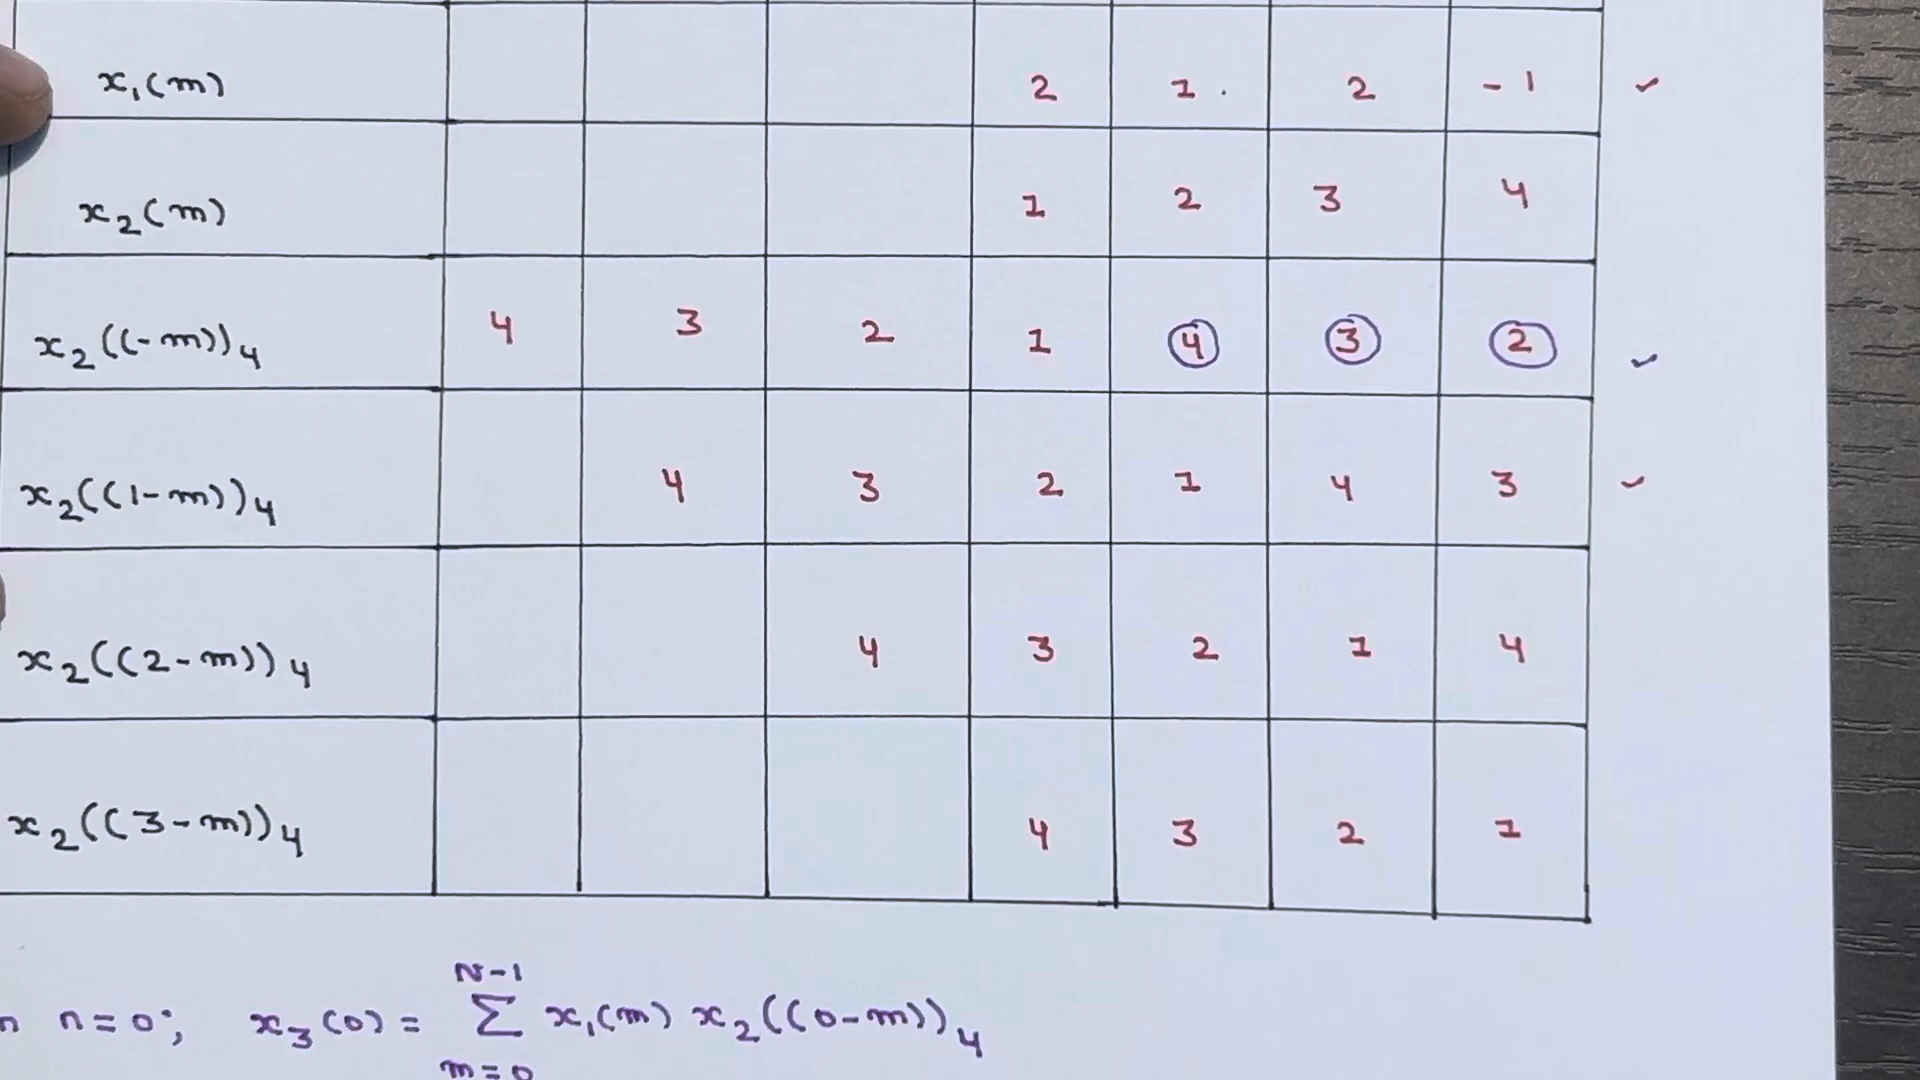 x₁(m) 2 1 . 2 -1 ✓
x₂(m) 1 2 3 4
x₂((-m))₄ 4 3 2 1 4 3 2 ✓
x₂((1-m))₄ 4 3 2 1 4 3 ✓
x₂((2-m))₄ 4 3 2 1 4
x₂((3-m))₄ 4 3 2 1
n=0; x₃(0) = Σ_{m=0}^{N-1} x₁(m) x₂((0-m))₄